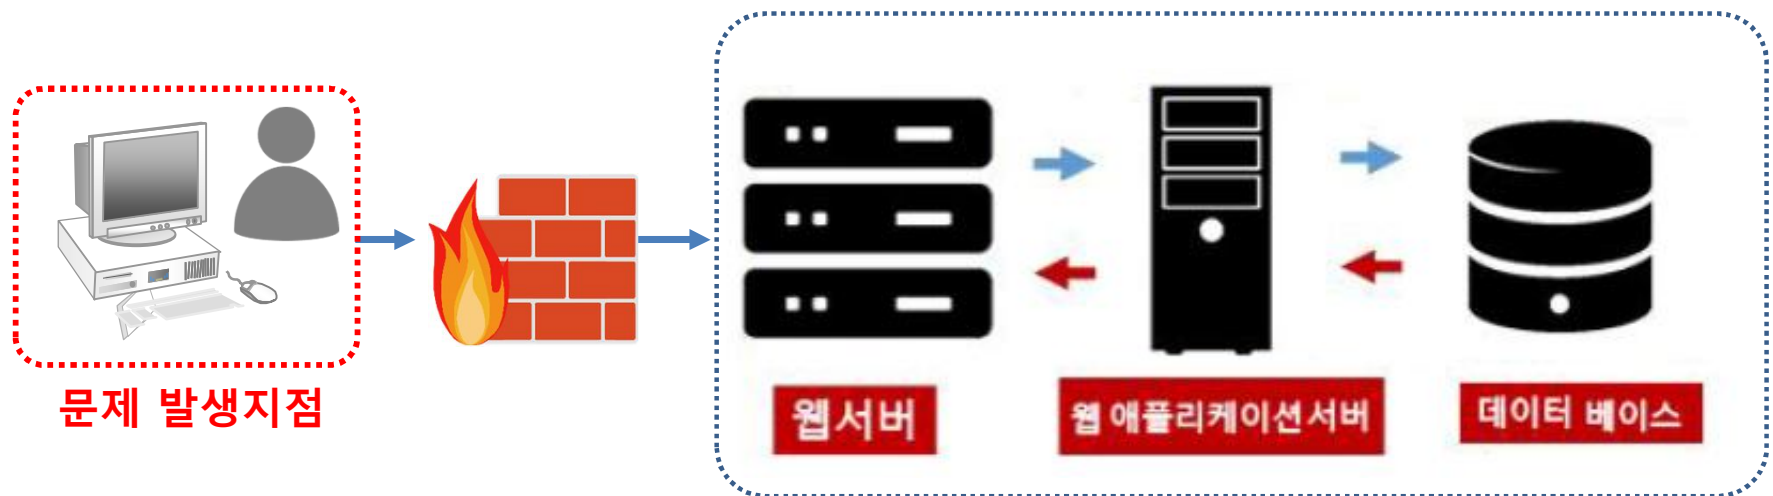 문제 발생지점
웹서버
웹 애플리케이션서버
데이터 베이스